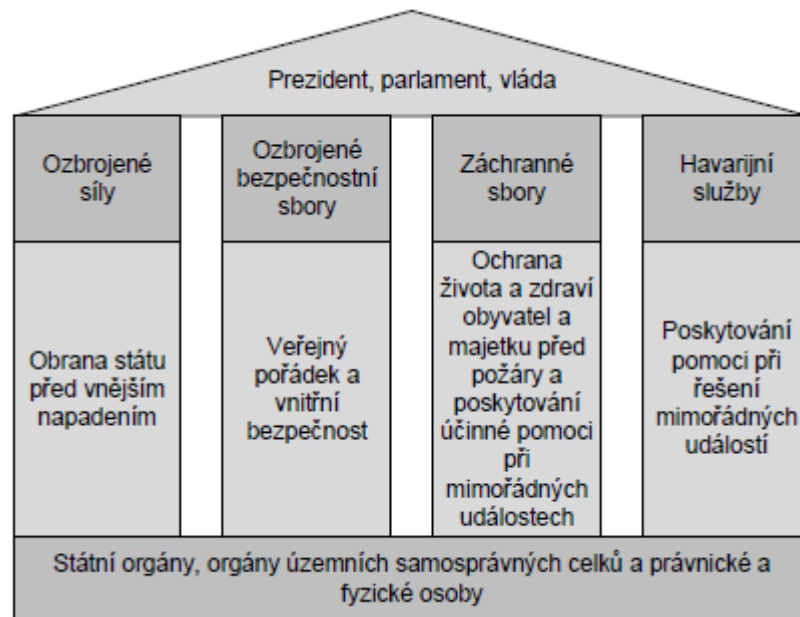 Prezident, parlament, vláda
Ozbrojené
síly
Ozbrojené
bezpečnostní
sbory
Záchranné
sbory
Havarijní
služby
Obrana státu
před vnějším
napadením
Veřejný
pořádek a
vnitřní
bezpečnost
Ochrana
života a zdraví
obyvatel a
majetku před
požáry a
poskytování
účinné pomoci
při
mimořádných
událostech
Poskytování
pomoci při
řešení
mimořádných
událostí
Státní orgány, orgány územních samosprávných celků a právnické a
fyzické osoby